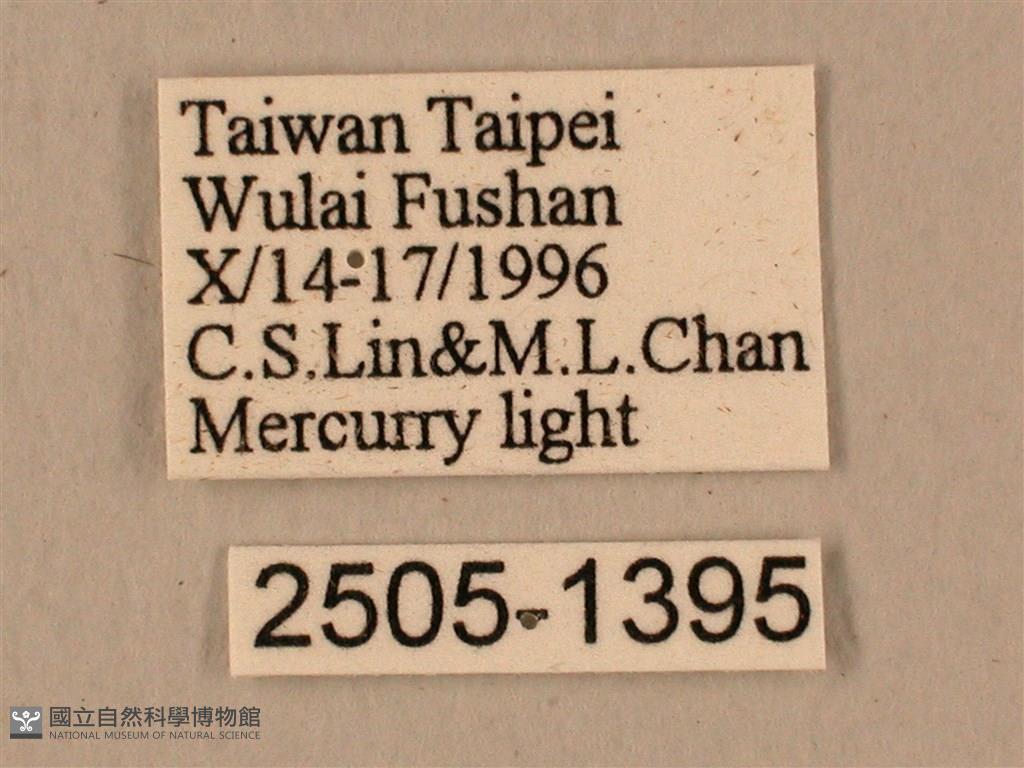 Taiwan Taipei
Wulai Fushan
X/14-17/1996
C.S.Lin&M.L.Chan
Mercurry light
2505-1395
國立自然科學博物館
NATIONAL MUSEUM OF NATURAL SCIENCE